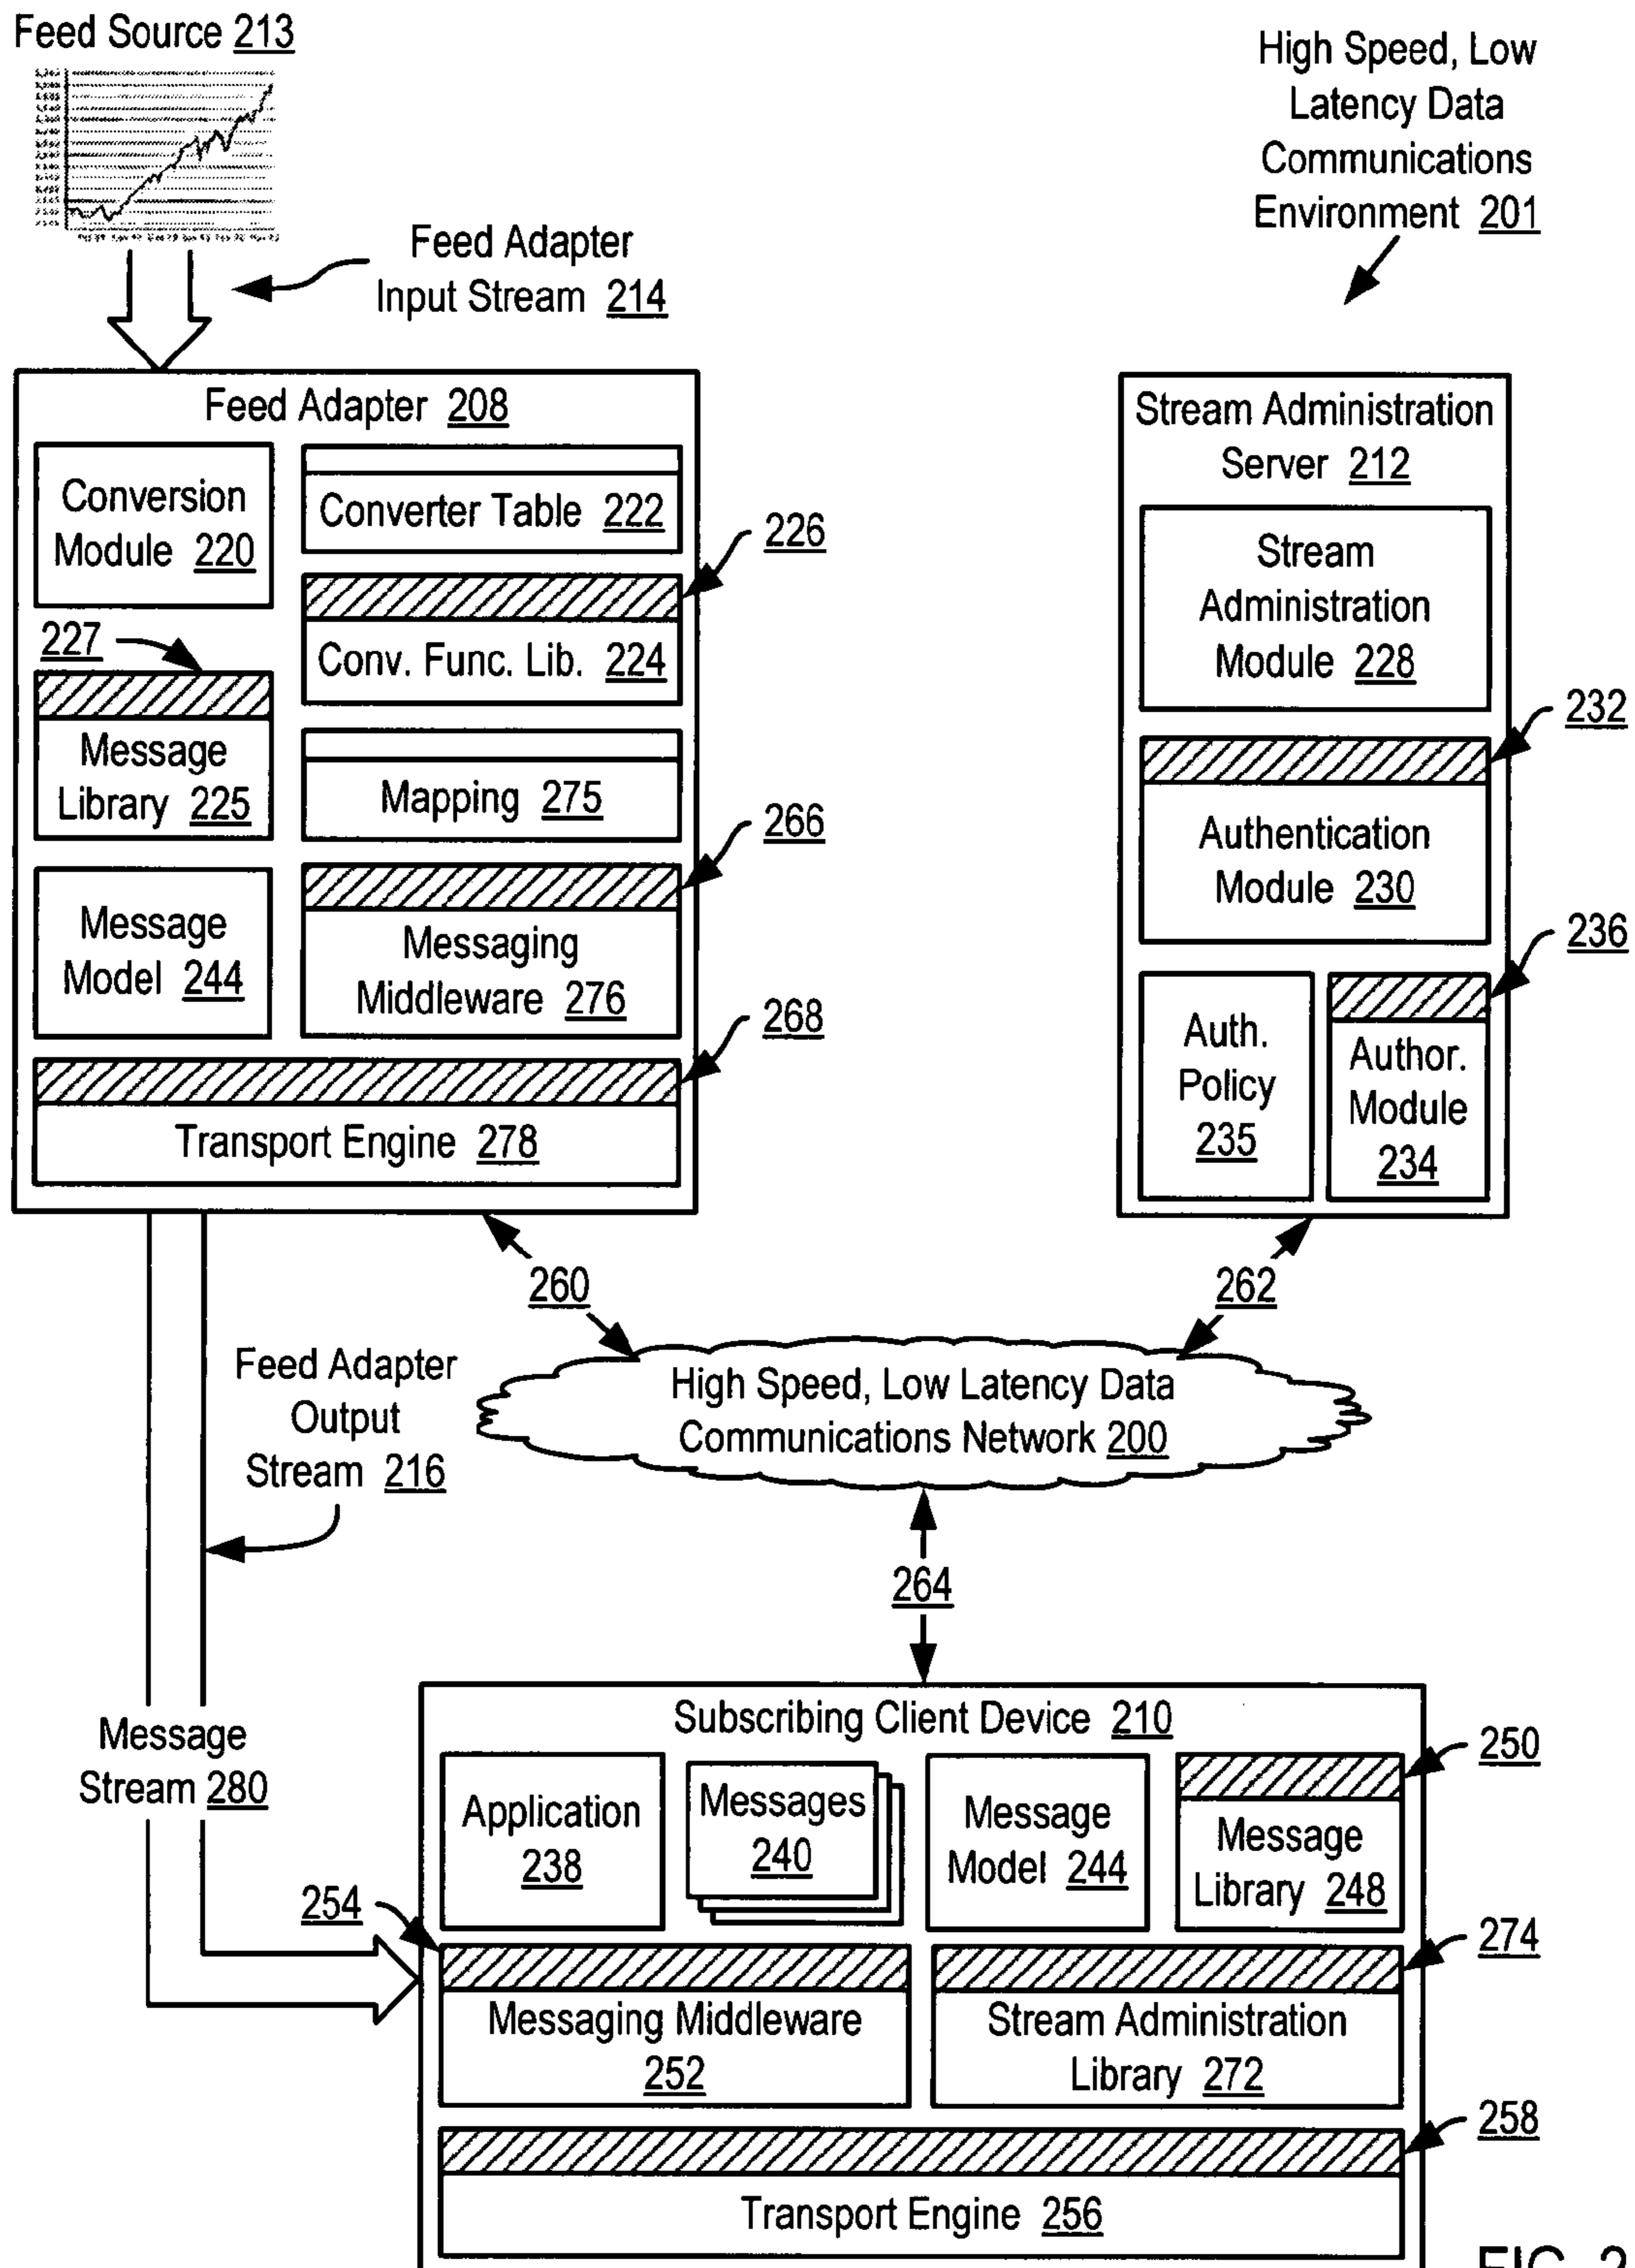 Feed Source 213
High Speed, Low
Latency Data
Communications
Environment 201
Feed Adapter
Input Stream 214
Feed Adapter 208
Conversion
Module 220
Converter Table 222
226
Conv. Func. Lib. 224
227
Message
Library 225
Mapping 275
266
Message
Model 244
Messaging
Middleware 276
268
Transport Engine 278
Stream Administration
Server 212
Stream
Administration
Module 228
232
Authentication
Module 230
236
Auth.
Policy
235
Author.
Module
234
260
262
High Speed, Low Latency Data
Communications Network 200
Feed Adapter
Output
Stream 216
264
Message
Stream 280
Subscribing Client Device 210
Application
238
Messages
240
Message
Model 244
250
Message
Library 248
254
274
Messaging Middleware
252
Stream Administration
Library 272
258
Transport Engine 256
FIG. 2